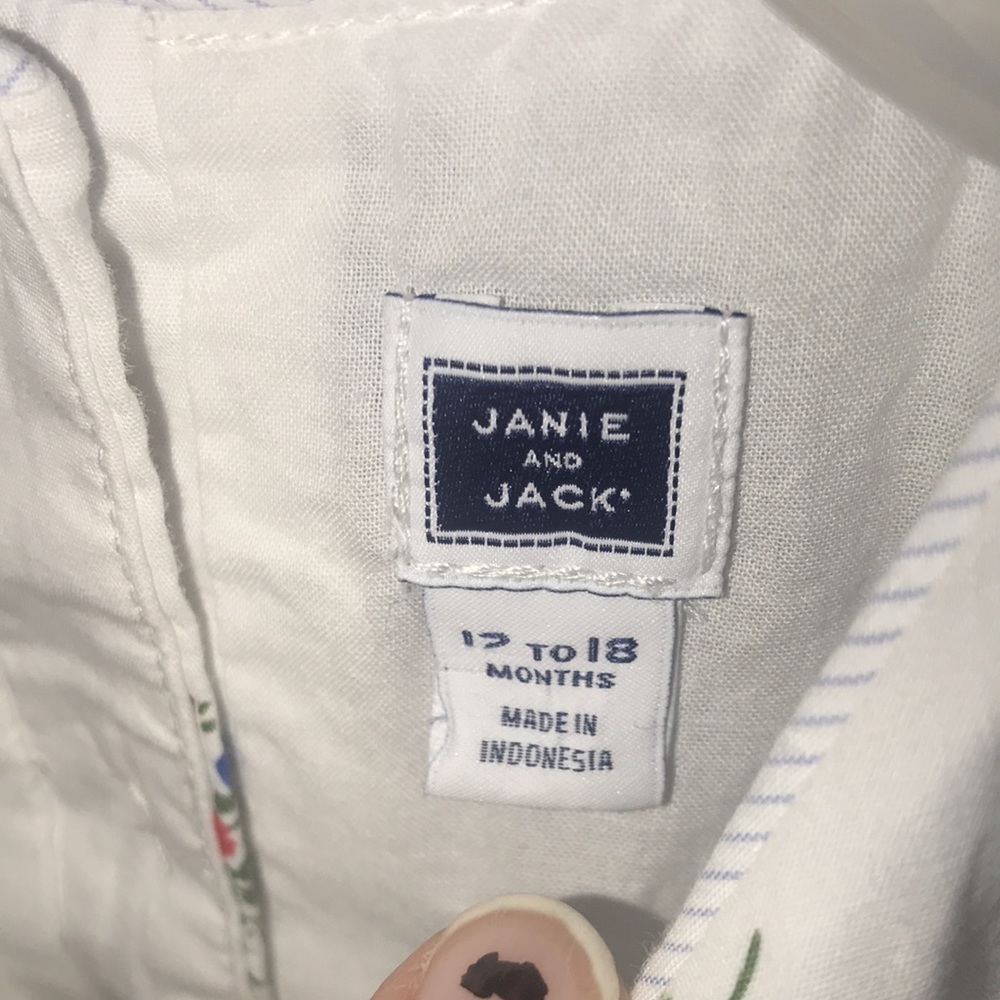 JANIE
AND
JACK
12 TO 18
MONTHS
MADE IN
INDONESIA